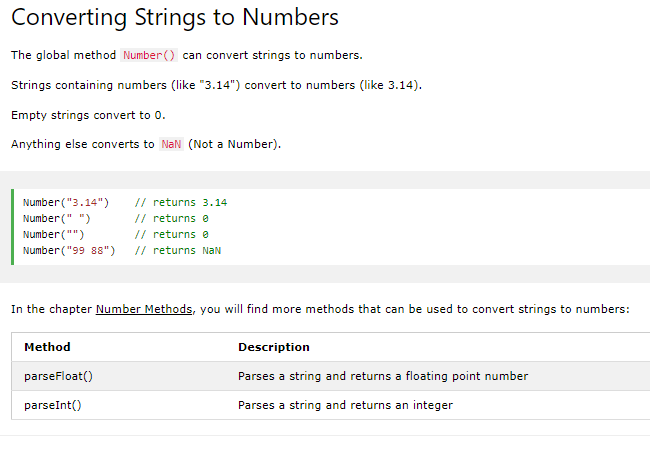 Converting Strings to Numbers
The global method Number() can convert strings to numbers.
Strings containing numbers (like "3.14") convert to numbers (like 3.14).
Empty strings convert to 0.
Anything else converts to NaN (Not a Number).
Number("3.14")    // returns 3.14
Number(" ")       // returns 0
Number("")        // returns 0
Number("99 88")   // returns NaN
In the chapter Number Methods, you will find more methods that can be used to convert strings to numbers:
Method Description
parseFloat() Parses a string and returns a floating point number
parseInt() Parses a string and returns an integer